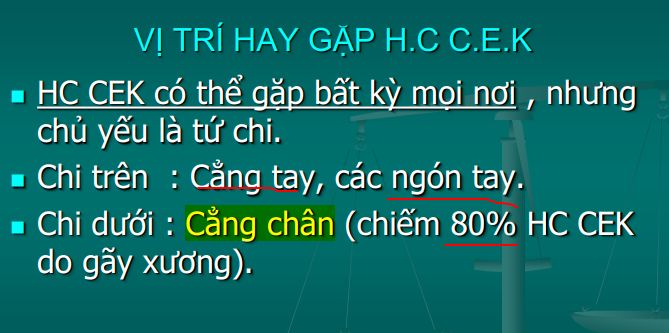 VỊ TRÍ HAY GẶP H.C C.E.K
HC CEK có thể gặp bất kỳ mọi nơi , nhưng
chủ yếu là tứ chi.
Chi trên : Cẳng tay, các ngón tay.
Chi dưới : Cẳng chân (chiếm 80% HC CEK
do gãy xương).